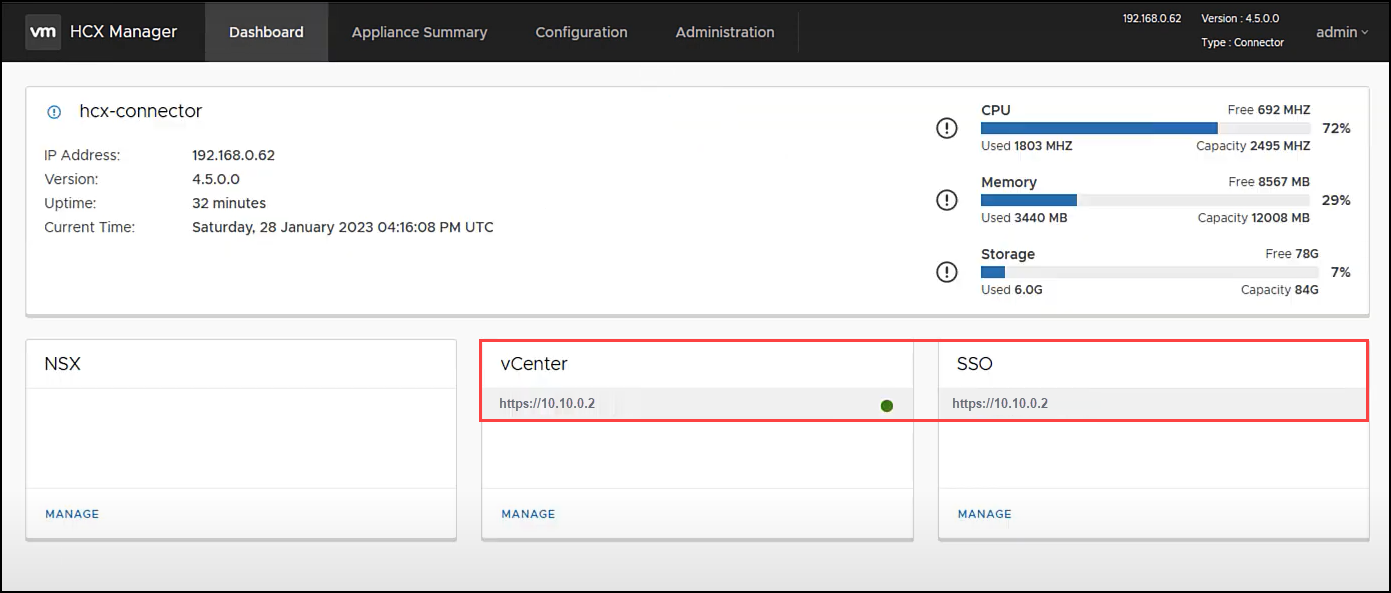 vm HCX Manager Dashboard Appliance Summary Configuration Administration 192.168.0.62 Version : 4.5.0.0 admin
Type : Connector
hcx-connector
IP Address: 192.168.0.62
Version: 4.5.0.0
Uptime: 32 minutes
Current Time: Saturday, 28 January 2023 04:16:08 PM UTC
CPU Free 692 MHZ
72%
Used 1803 MHZ Capacity 2495 MHZ
Memory Free 8567 MB
29%
Used 3440 MB Capacity 12008 MB
Storage Free 78G
7%
Used 6.0G Capacity 84G
NSX
MANAGE
vCenter
https://10.10.0.2
MANAGE
SSO
https://10.10.0.2
MANAGE